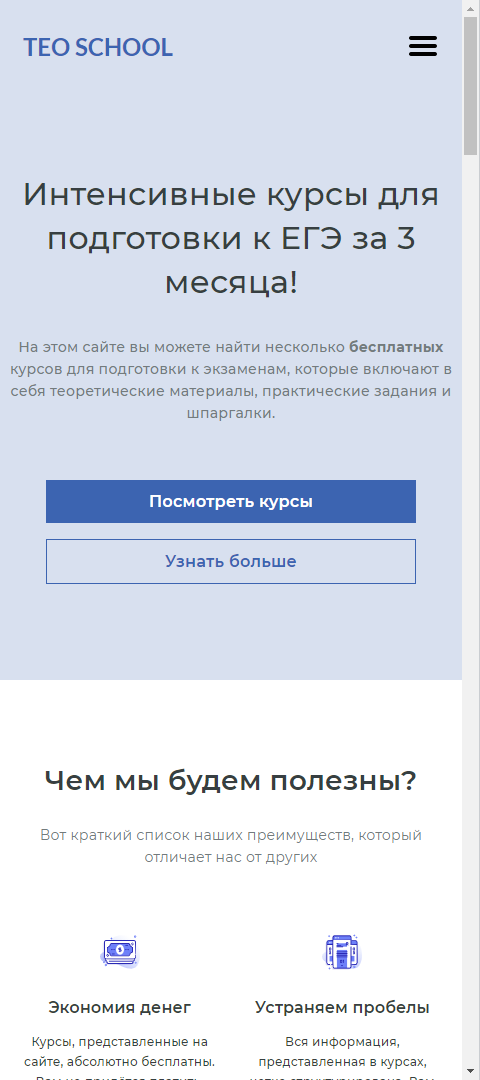 TEO SCHOOL
Интенсивные курсы для
подготовки к ЕГЭ за 3
месяца!
На этом сайте вы можете найти несколько бесплатных
курсов для подготовки к экзаменам, которые включают в
себя теоретические материалы, практические задания и
шпаргалки.
Посмотреть курсы
Узнать больше
Чем мы будем полезны?
Вот краткий список наших преимуществ, который
отличает нас от других
Экономия денег
Курсы, представленные на
сайте, абсолютно бесплатны.
Устраняем пробелы
Вся информация,
представленная в курсах,